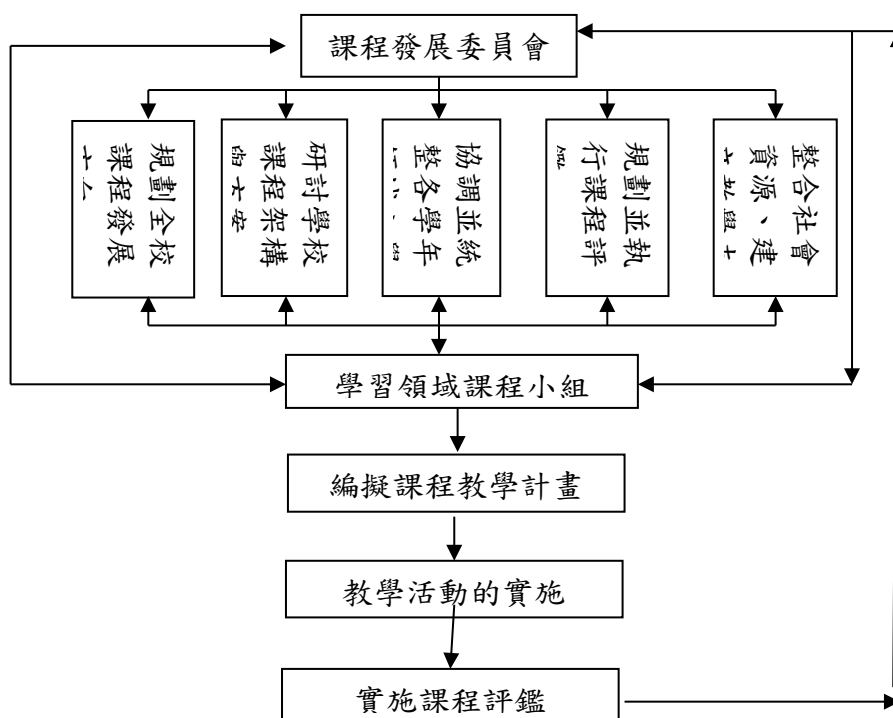 課程發展委員會
規劃全校
課程發展
研討學校
課程架構
協調並統
整各學年
規劃並執
行課程評
整合社會
資源、建
學習領域課程小組
編擬課程教學計畫
教學活動的實施
實施課程評鑑